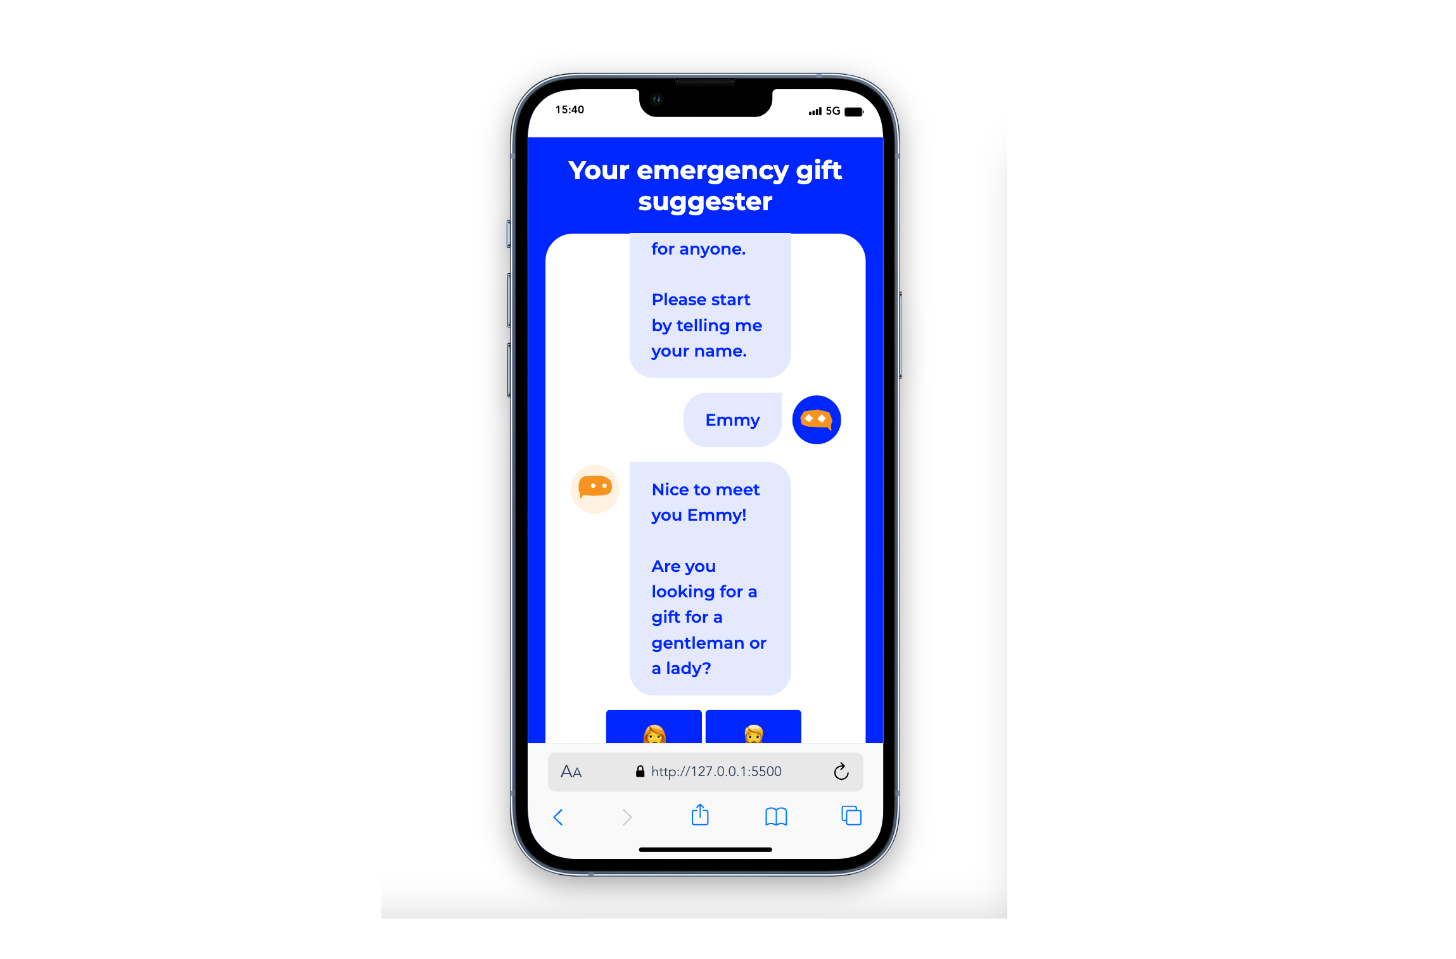 15:40
5G
Your emergency gift
suggester
for anyone.
Please start
by telling me
your name.
Emmy
Nice to meet
you Emmy!
Are you
looking for a
gift for a
gentleman or
a lady?
AA
http://127.0.0.1:5500